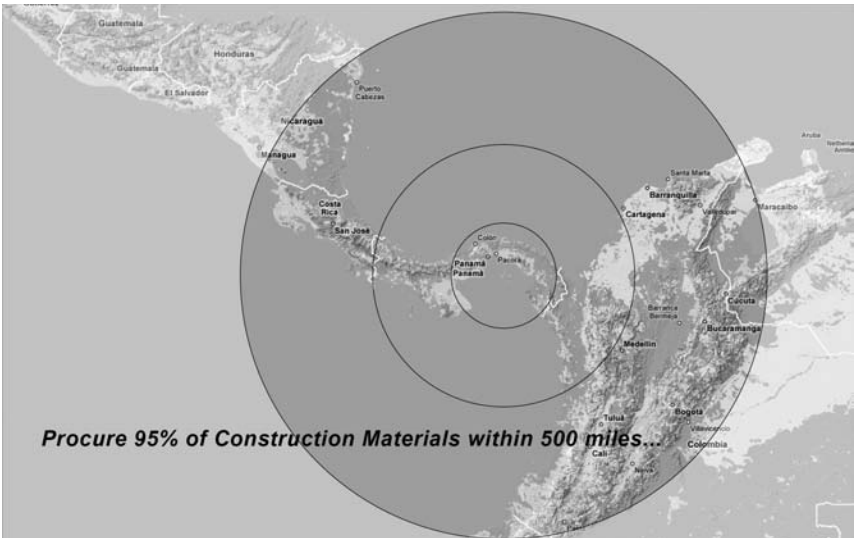 Guatemala
Honduras
Guatemala
El Salvador
Puerto
Cabezas
Nicaragua
Managua
Aruba
Santa Marta
Barranquilla
Costa
Rica
Cartagena
Valledupar
Maracaibo
San José
Colón
Pacora
Panamá
Panamá
Cúcuta
Barranca
Bermeja
Bucaramanga
Medellín
Bogotá
Tuluá
Villavicencio
Procure 95% of Construction Materials within 500 miles...
Colombia
Cali
Neiva